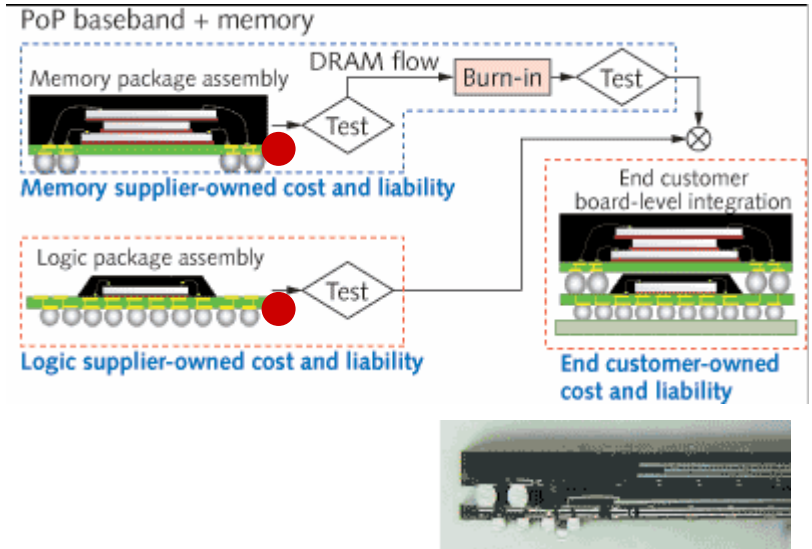 PoP baseband + memory
Memory package assembly
DRAM flow
Burn-in
Test
Test
Memory supplier-owned cost and liability
End customer
board-level integration
Logic package assembly
Test
Logic supplier-owned cost and liability
End customer-owned
cost and liability